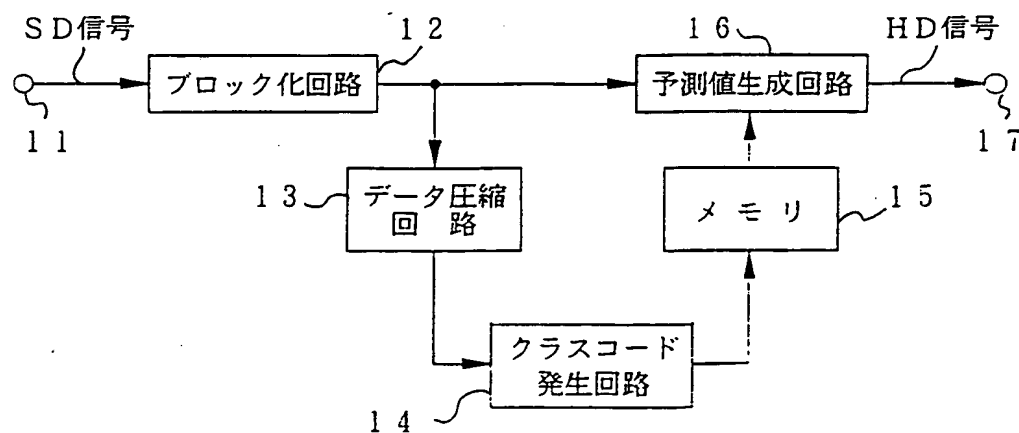 SD信号
12
16
HD信号
ブロック化回路
予測値生成回路
11
17
13
データ圧縮
回 路
メ モ リ
15
クラスコード
発生回路
14